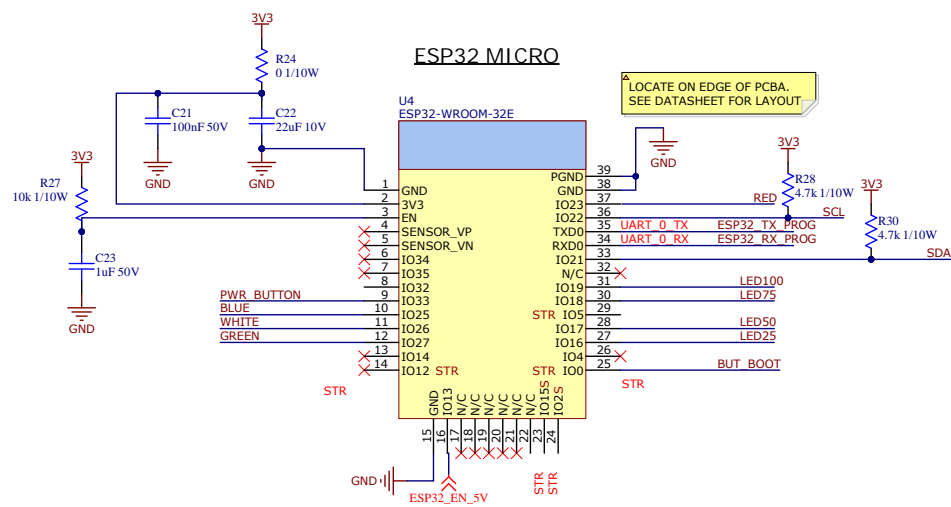 3V3
R24
0 1/10W
ESP32 MICRO
LOCATE ON EDGE OF PCBA.
SEE DATASHEET FOR LAYOUT
U4
ESP32-WROOM-32E
C21
100nF 50V
C22
22uF 10V
GND
GND
GND
3V3
R27
10k 1/10W
C23
1uF 50V
GND
3V3
R28
4.7k 1/10W
3V3
R30
4.7k 1/10W
1 GND
2 3V3
3 EN
4 SENSOR_VP
5 SENSOR_VN
6 IO34
7 IO35
8 IO32
PWR_BUTTON 9 IO33
BLUE 10 IO25
WHITE 11 IO26
GREEN 12 IO27
13 IO14
14 IO12 STR
STR
PGND 39
GND 38
IO23 37 RED
IO22 36 SCL
TXD0 35 UART_0_TX ESP32_TX_PROG
RXD0 34 UART_0_RX ESP32_RX_PROG
IO21 33 SDA
N/C 32
IO19 31 LED100
IO18 30 LED75
STR IO5 29
IO17 28 LED50
IO16 27 LED25
IO4 26
STR IO0 25 BUT_BOOT
STR
GND 15
IO13 16
N/C 17
N/C 18
N/C 19
N/C 20
N/C 21
N/C 22
IO15S 23
IO2S 24
STR
STR
GND
ESP32_EN_5V